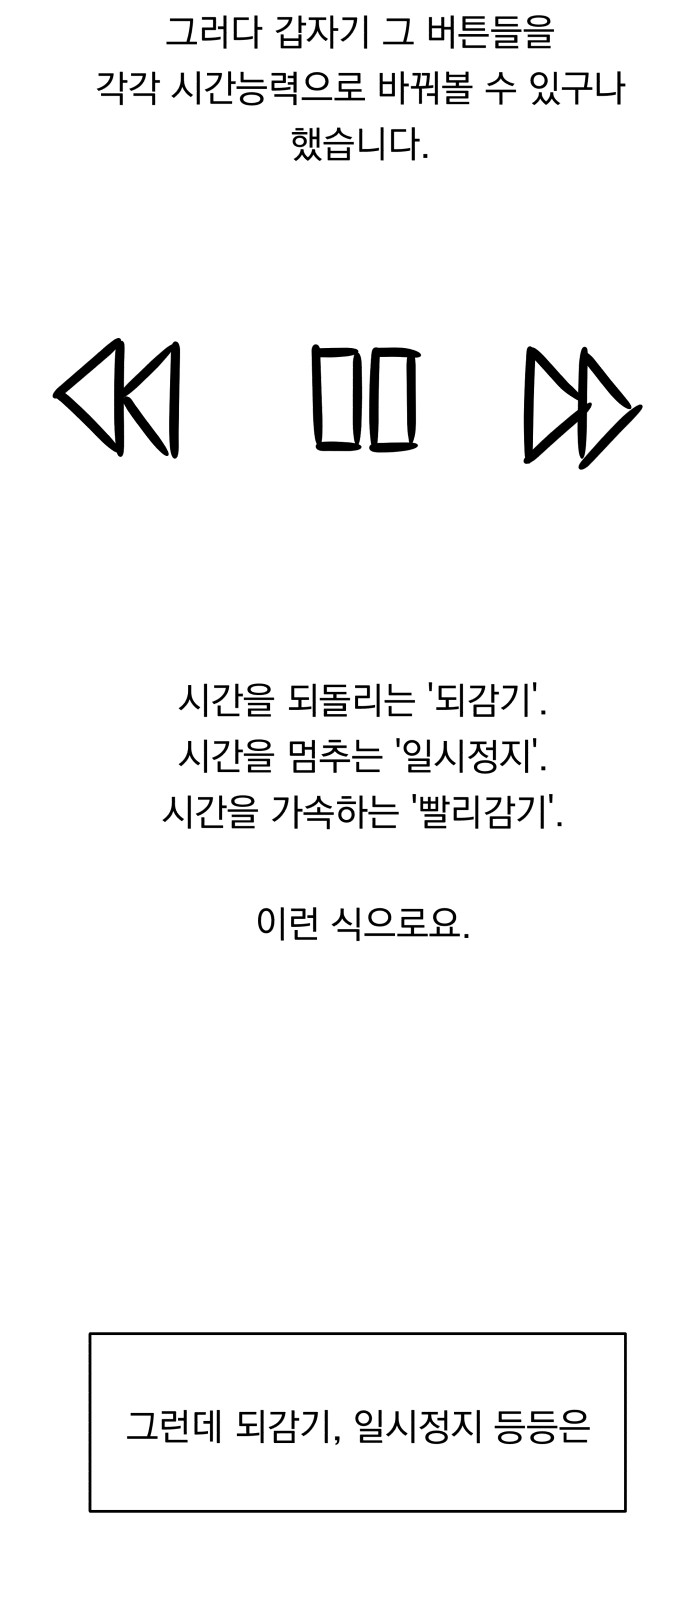 그러다 갑자기 그 버튼들을
각각 시간능력으로 바꿔볼 수 있구나
했습니다.
시간을 되돌리는 '되감기'.
시간을 멈추는 '일시정지'.
시간을 가속하는 '빨리감기'.
이런 식으로요.
그런데 되감기, 일시정지 등등은